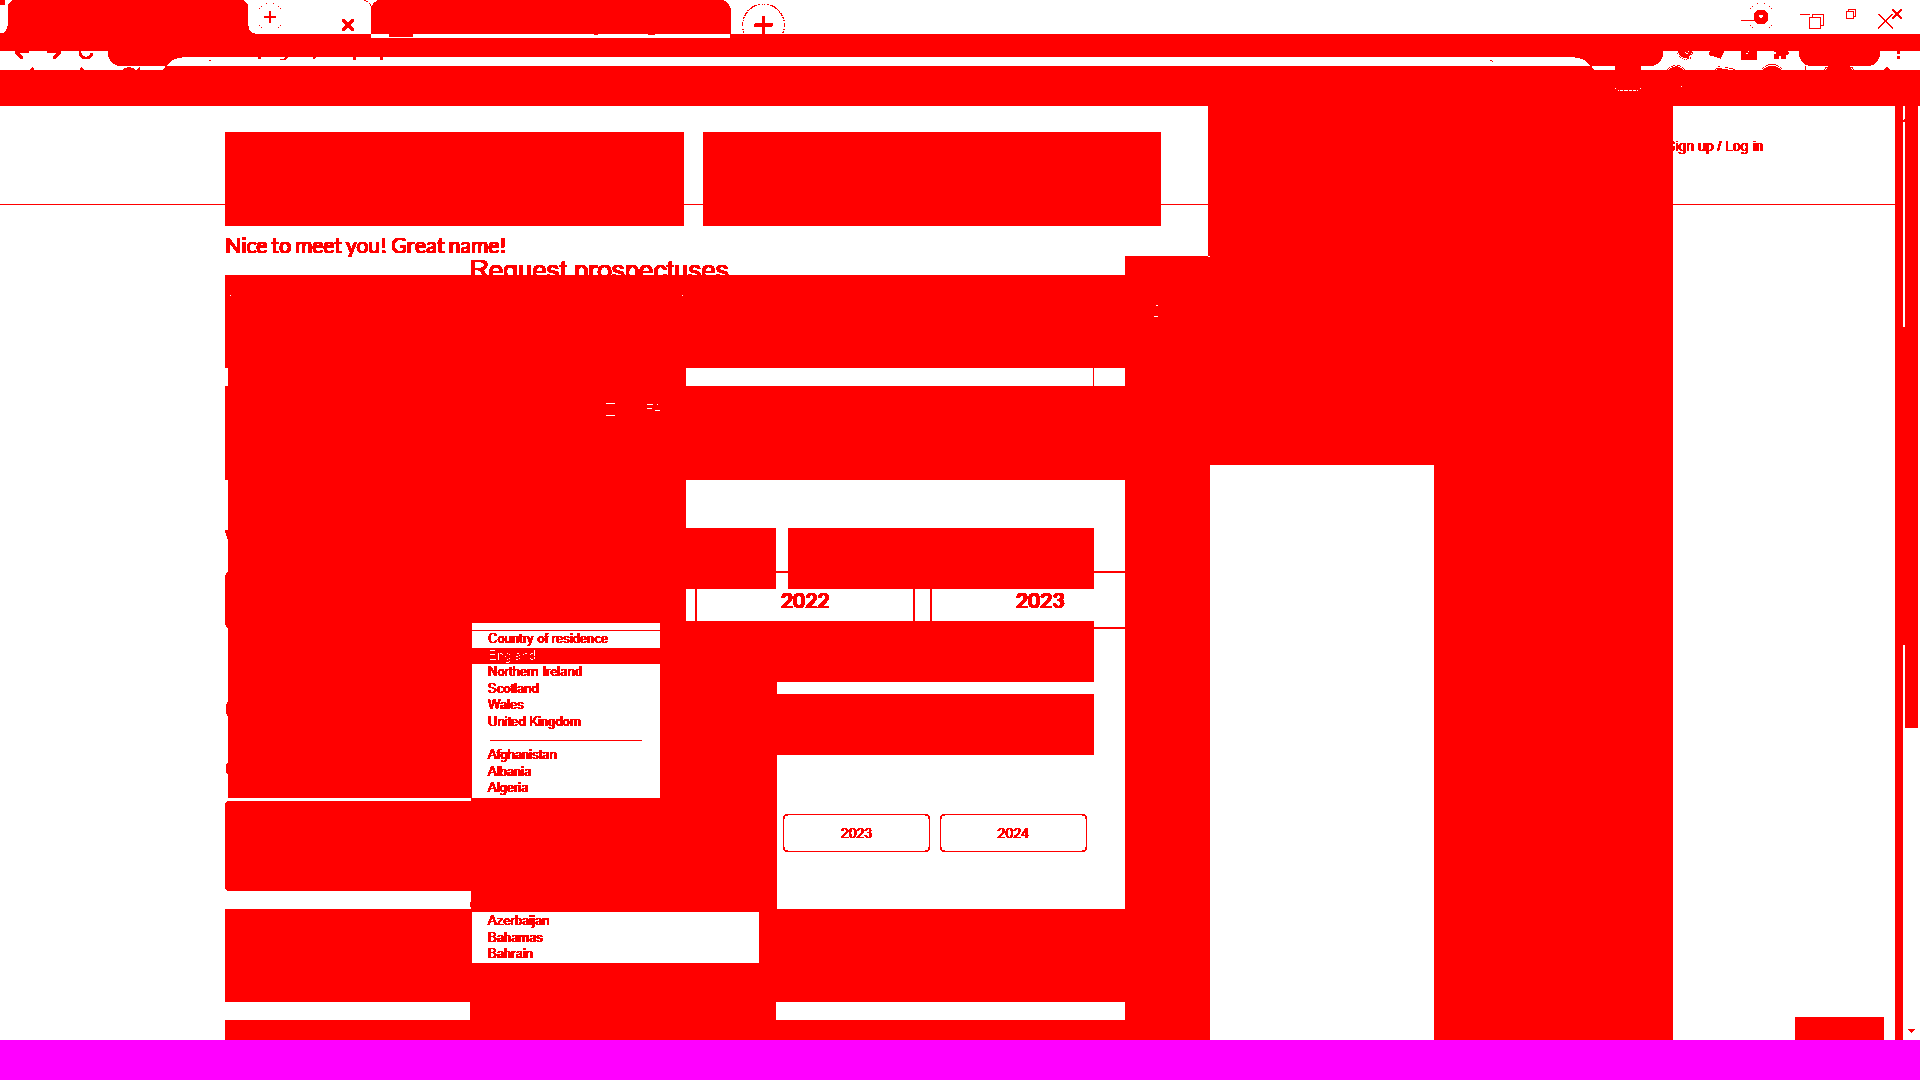 Sign up / Log in
Nice to meet you! Great name!
Request prospectuses
2022
2023
Country of residence
England
Northern Ireland
Scotland
Wales
United Kingdom
Afghanistan
Albania
Algeria
2023
2024
Azerbaijan
Bahamas
Bahrain